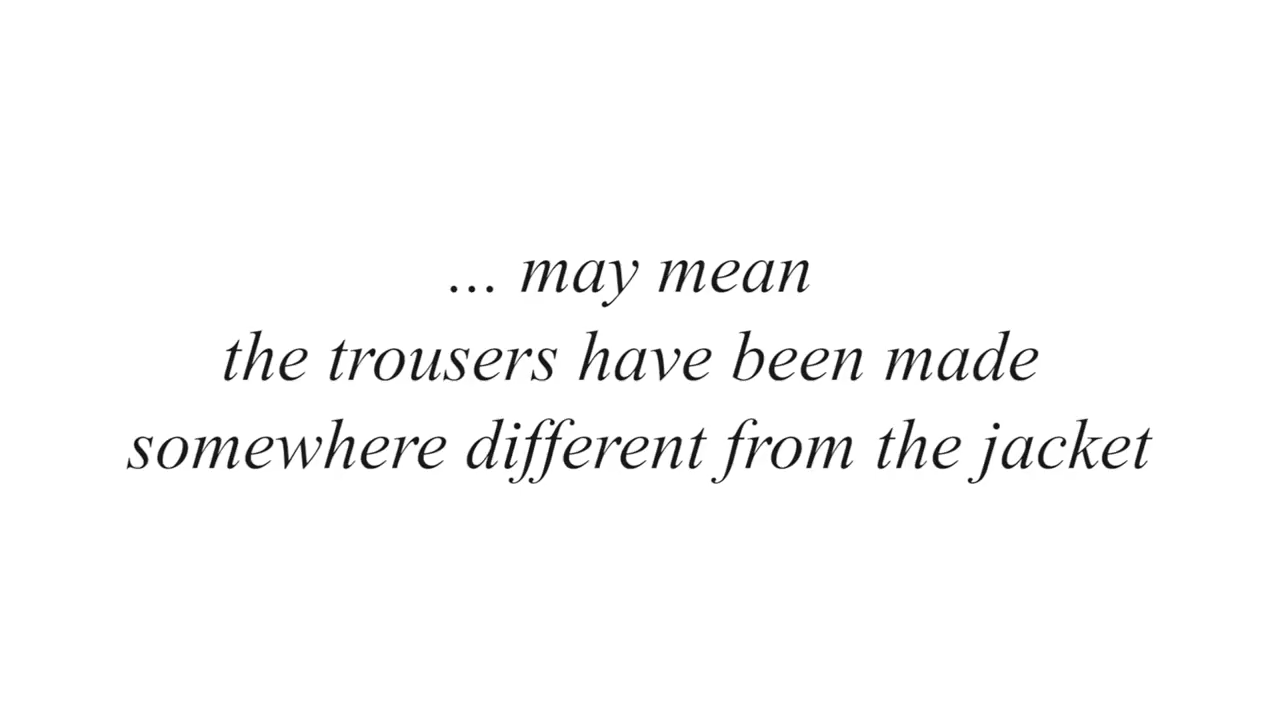 ... may mean
the trousers have been made
somewhere different from the jacket